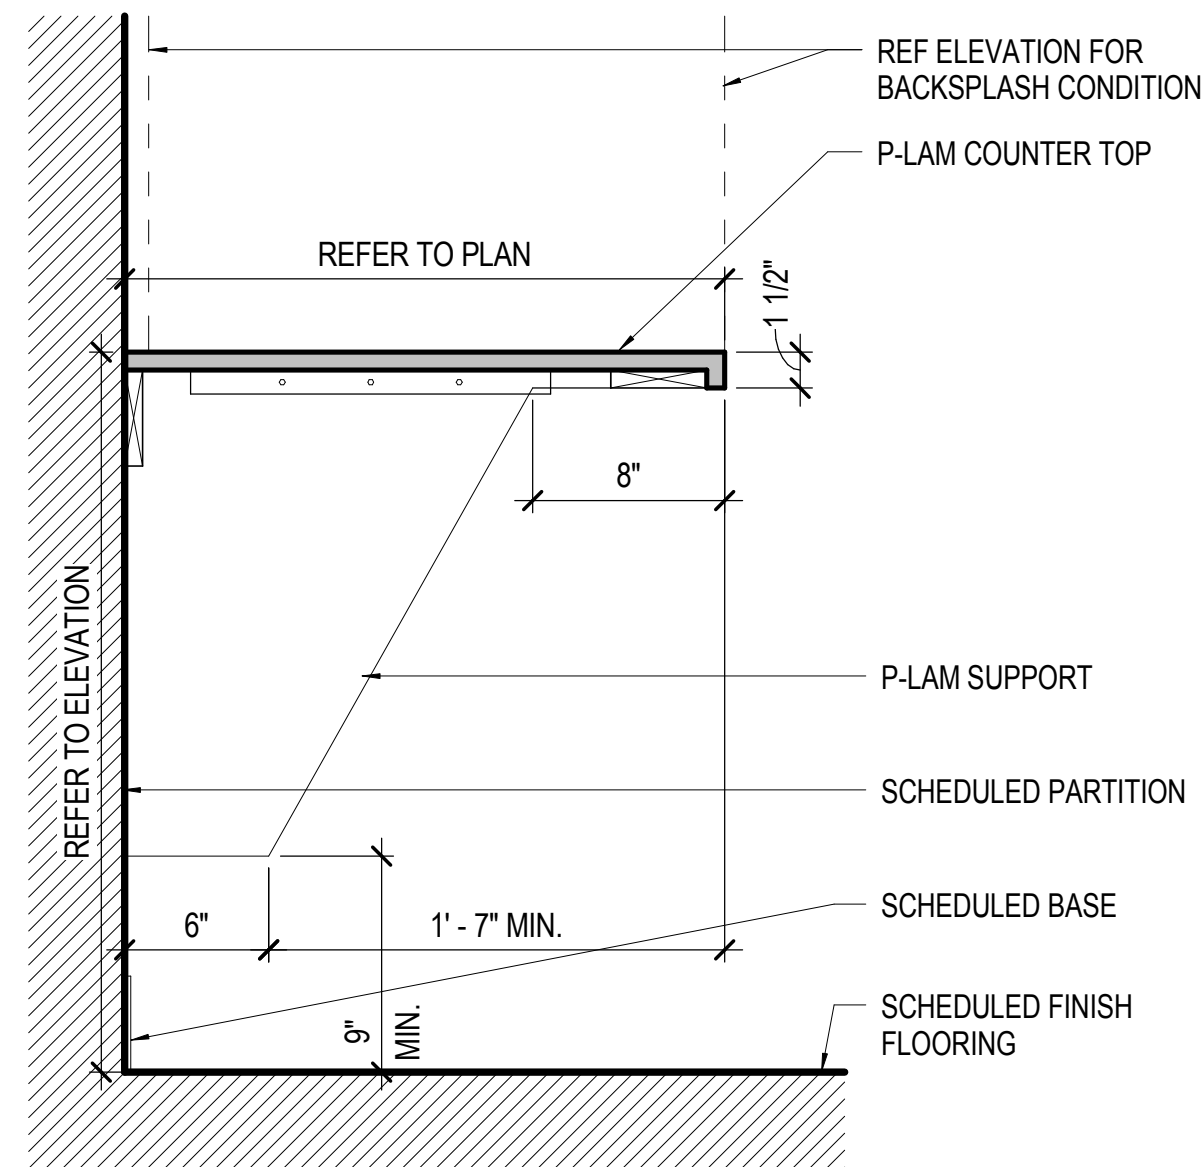 REF ELEVATION FOR
BACKSPLASH CONDITION
P-LAM COUNTER TOP
REFER TO PLAN
1 1/2"
8"
REFER TO ELEVATION
P-LAM SUPPORT
SCHEDULED PARTITION
SCHEDULED BASE
6"
1' - 7" MIN.
9"
MIN.
SCHEDULED FINISH
FLOORING